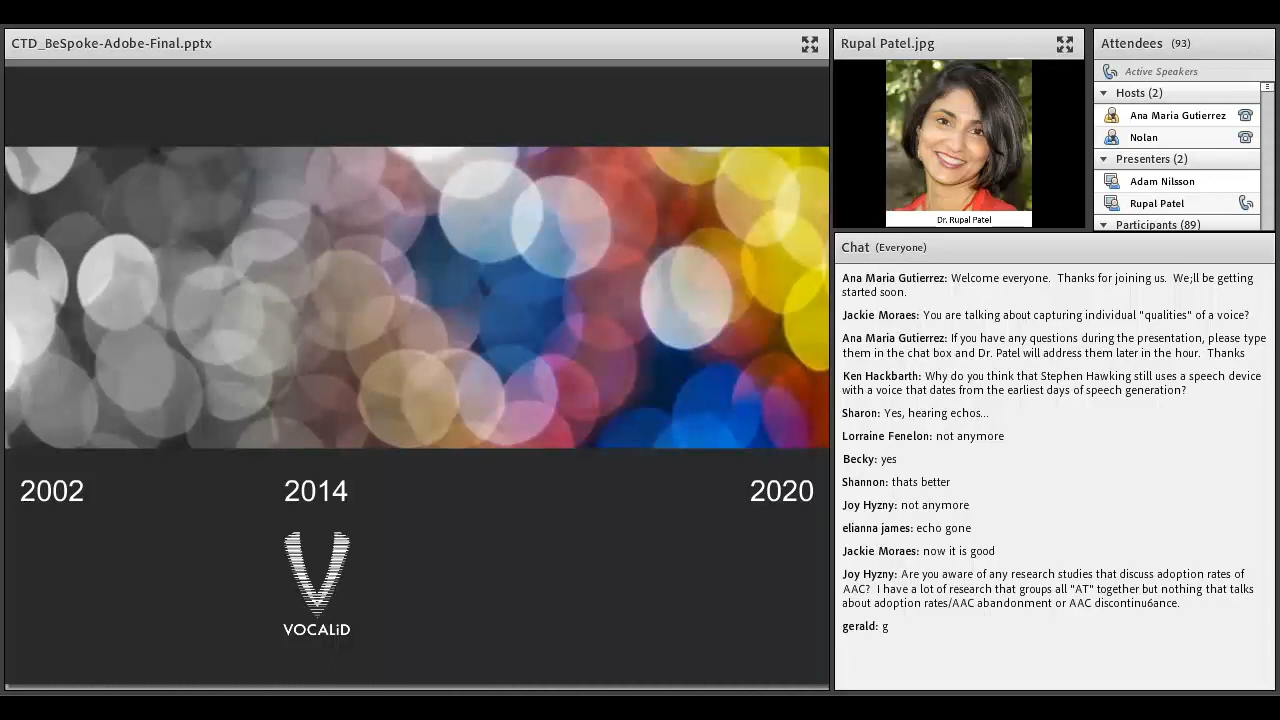 CTD_BeSpoke-Adobe-Final.pptx
2002
2014
2020
VOCALiD
Rupal Patel.jpg
Dr. Rupal Patel
Attendees (93)
Active Speakers
Hosts (2)
Ana Maria Gutierrez
Nolan
Presenters (2)
Adam Nilsson
Rupal Patel
Participants (89)
Chat (Everyone)
Ana Maria Gutierrez: Welcome everyone. Thanks for joining us. We;ll be getting
started soon.
Jackie Moraes: You are talking about capturing individual "qualities" of a voice?
Ana Maria Gutierrez: If you have any questions during the presentation, please type
them in the chat box and Dr. Patel will address them later in the hour. Thanks
Ken Hackbarth: Why do you think that Stephen Hawking still uses a speech device
with a voice that dates from the earliest days of speech generation?
Sharon: Yes, hearing echos...
Lorraine Fenelon: not anymore
Becky: yes
Shannon: thats better
Joy Hyzny: not anymore
elianna james: echo gone
Jackie Moraes: now it is good
Joy Hyzny: Are you aware of any research studies that discuss adoption rates of
AAC? I have a lot of research that groups all "AT" together but nothing that talks
about adoption rates/AAC abandonment or AAC discontinu6ance.
gerald: g